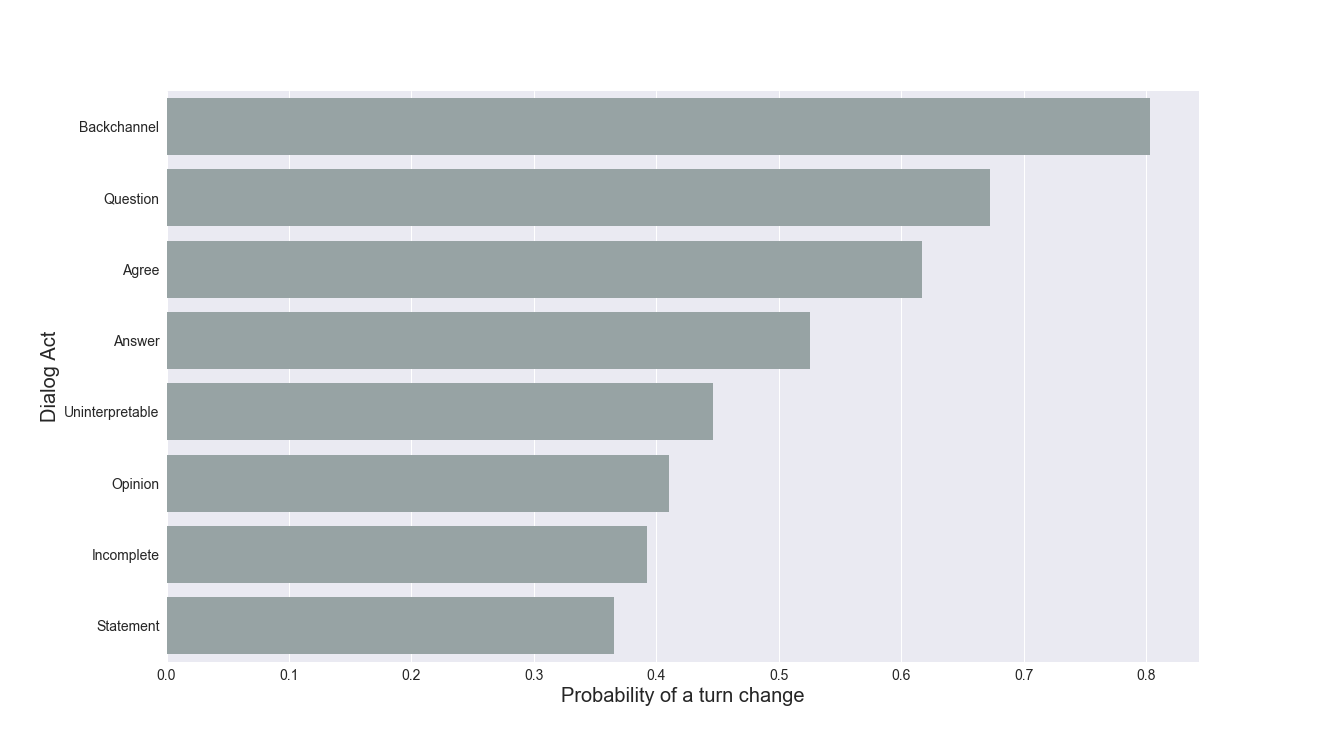 Backchannel
Question
Agree
Answer
Uninterpretable
Opinion
Incomplete
Statement
Dialog Act
0.0 0.1 0.2 0.3 0.4 0.5 0.6 0.7 0.8
Probability of a turn change